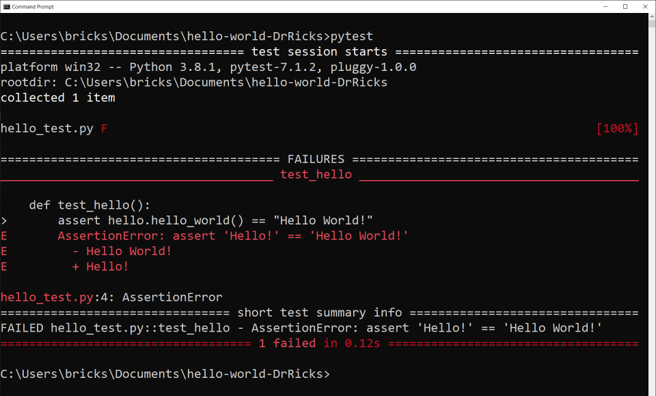 Command Prompt
C:\Users\bricks\Documents\hello-world-DrRicks>pytest
================================= test session starts =================================
platform win32 -- Python 3.8.1, pytest-7.1.2, pluggy-1.0.0
rootdir: C:\Users\bricks\Documents\hello-world-DrRicks
collected 1 item
hello_test.py F [100%]
====================================== FAILURES =======================================
_____________________________________ test_hello ______________________________________
def test_hello():
> assert hello.hello_world() == "Hello World!"
E AssertionError: assert 'Hello!' == 'Hello World!'
E - Hello World!
E + Hello!
hello_test.py:4: AssertionError
=============================== short test summary info ===============================
FAILED hello_test.py::test_hello - AssertionError: assert 'Hello!' == 'Hello World!'
================================== 1 failed in 0.12s ==================================
C:\Users\bricks\Documents\hello-world-DrRicks>